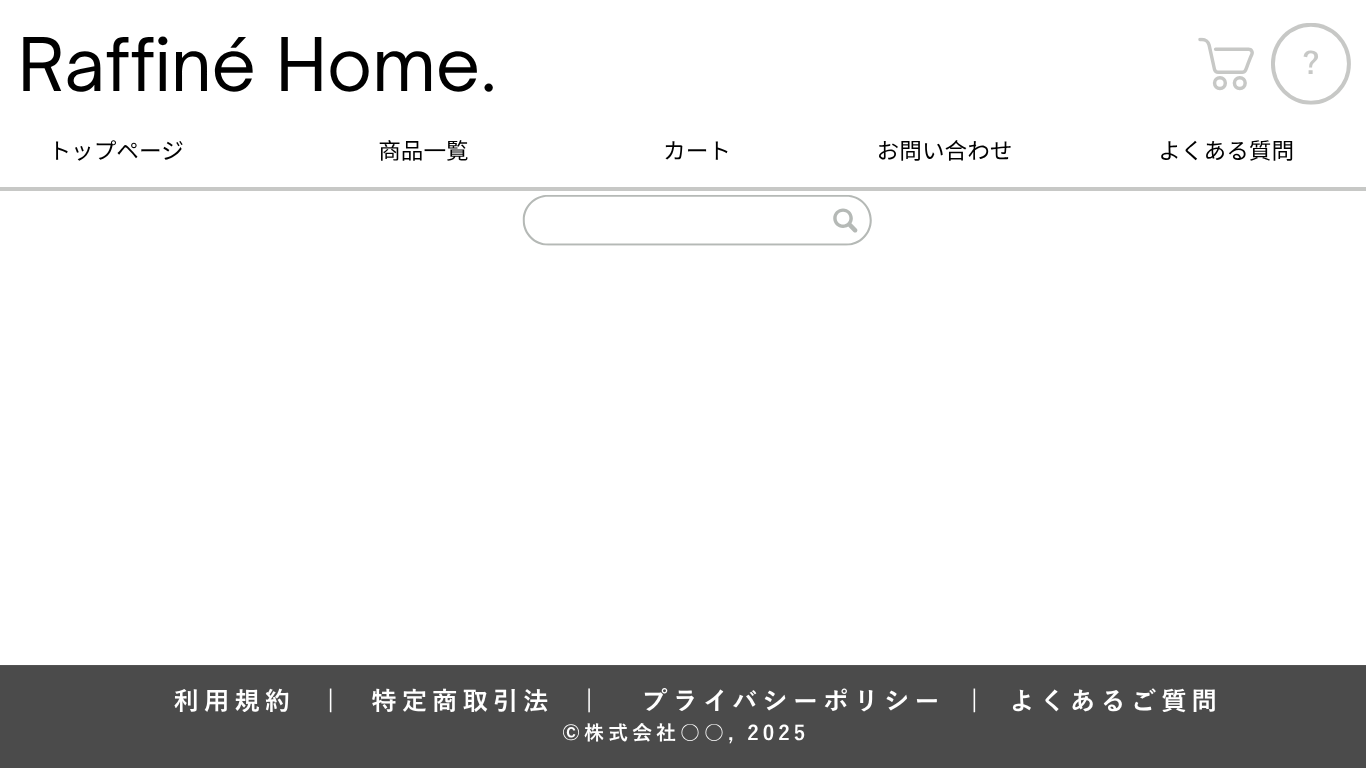 Raffiné Home.
?
トップページ 商品一覧 カート お問い合わせ よくある質問
利用規約 | 特定商取引法 | プライバシーポリシー | よくあるご質問
©株式会社〇〇, 2025